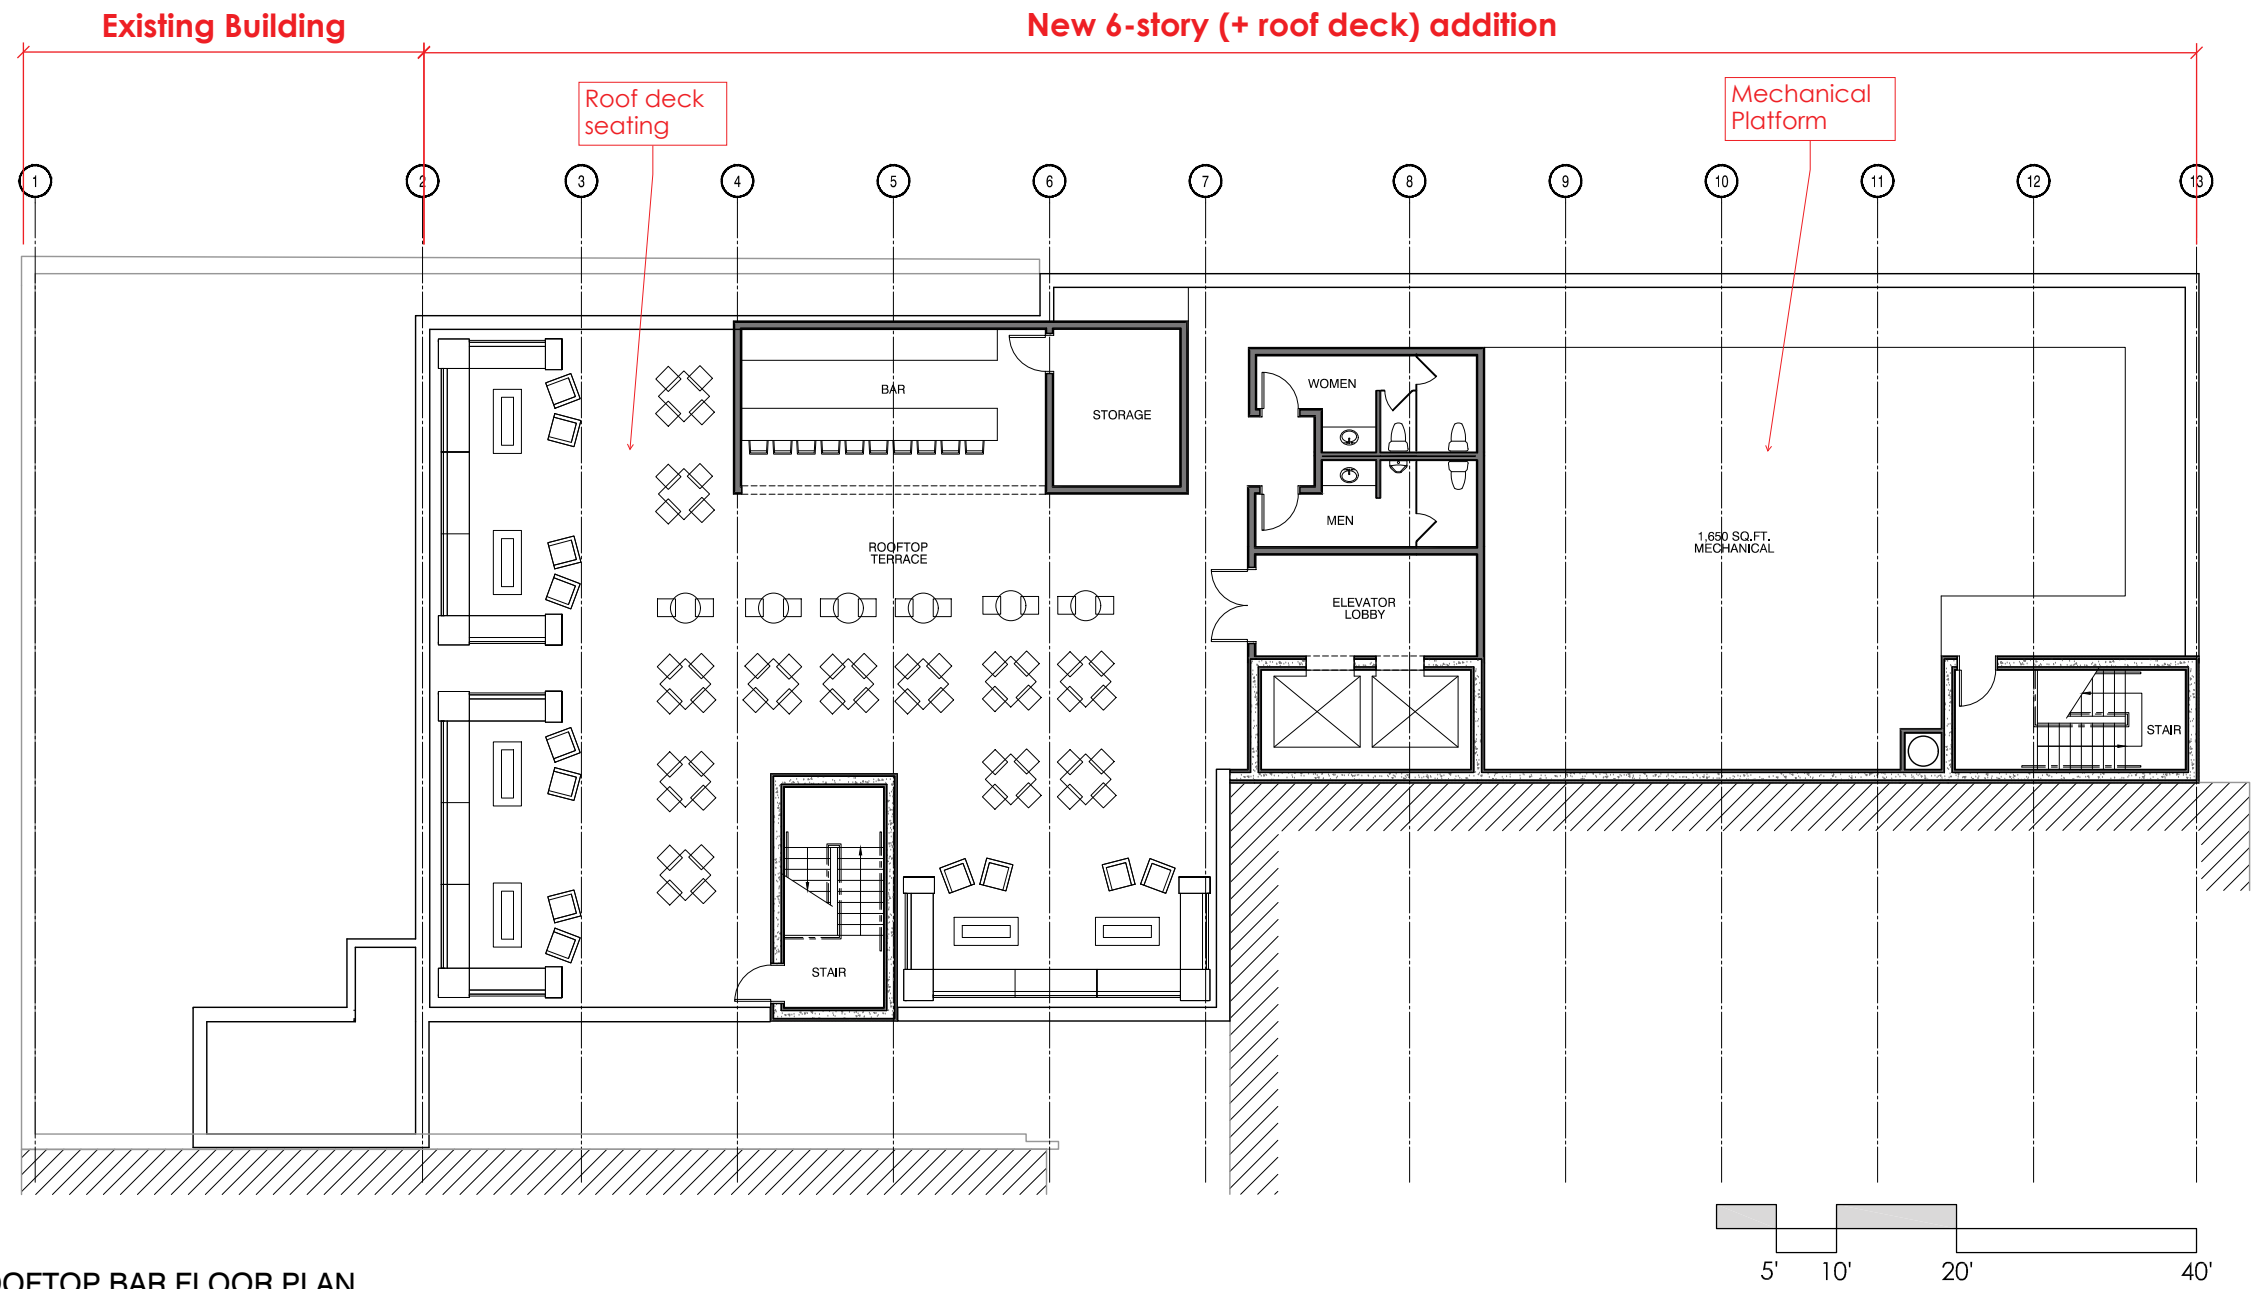 Existing Building
New 6-story (+ roof deck) addition
Roof deck
seating
Mechanical
Platform
1
2
3
4
5
6
7
8
9
10
11
12
13
BAR
STORAGE
WOMEN
MEN
ROOFTOP
TERRACE
1,650 SQ.FT.
MECHANICAL
ELEVATOR
LOBBY
STAIR
STAIR
5'
10'
20'
40'
OOFTOP BAR FLOOR PLAN